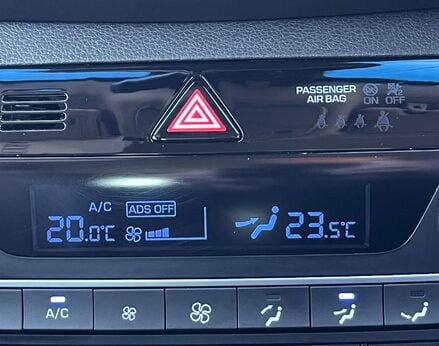 PASSENGER
AIR BAG ON OFF
A/C ADS OFF
20.0°C 23.5°C
A/C